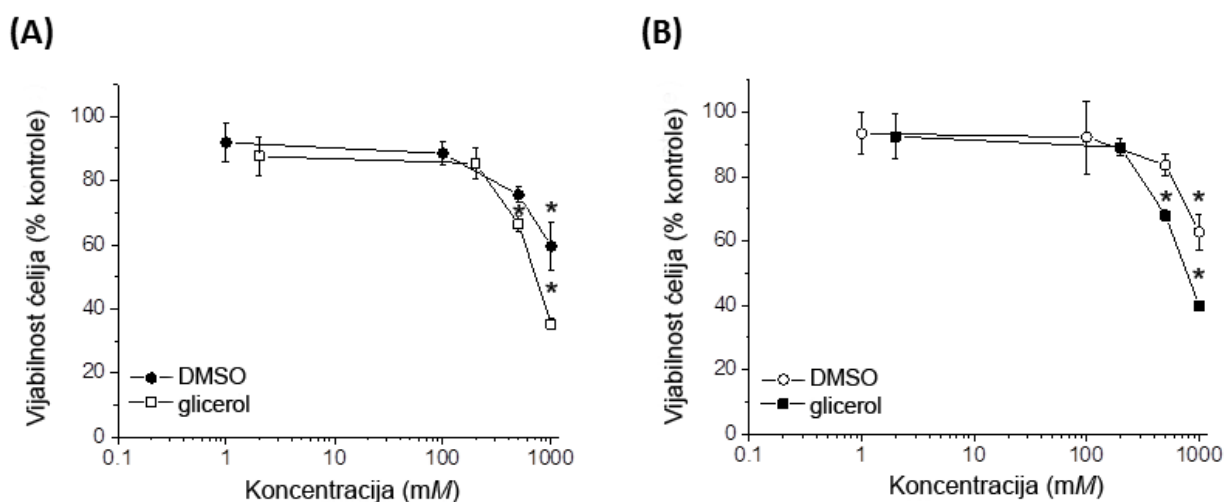 (A)
Vijabilnost ćelija (% kontrole)
100
80
60
40
20
0
*
*
*
DMSO
glicerol
0.1
1
10
100
1000
Koncentracija (mM)
(B)
Vijabilnost ćelija (% kontrole)
100
80
60
40
20
0
*
*
*
DMSO
glicerol
0.1
1
10
100
1000
Koncentracija (mM)